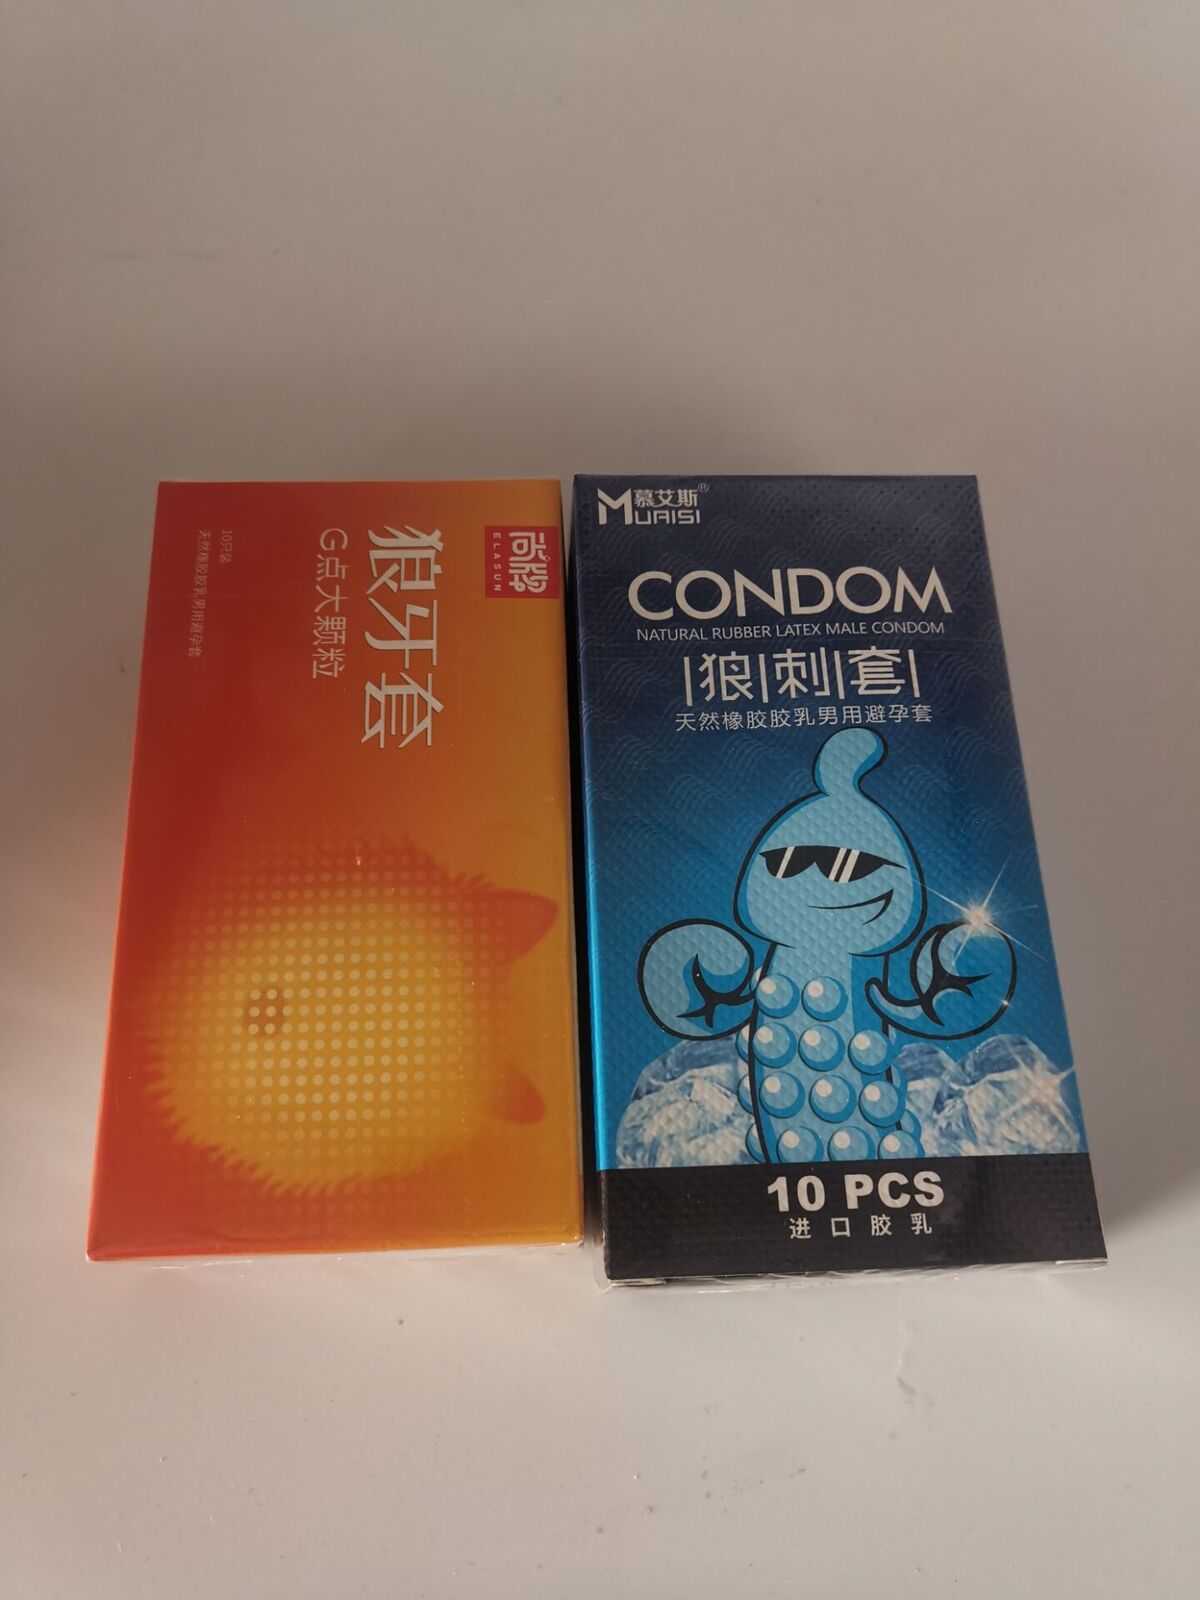 尚牌
ELASUN
狼牙套
G点大颗粒
10只装
天然橡胶胶乳男用避孕套
慕艾斯®
MUAISI
CONDOM
NATURAL RUBBER LATEX MALE CONDOM
|狼|刺|套|
天然橡胶胶乳男用避孕套
10 PCS
进口胶乳